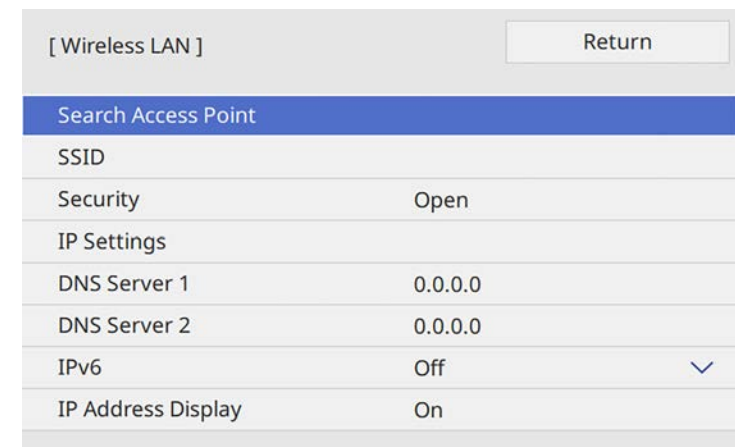 [ Wireless LAN ] Return
Search Access Point
SSID
Security Open
IP Settings
DNS Server 1 0.0.0.0
DNS Server 2 0.0.0.0
IPv6 Off
IP Address Display On